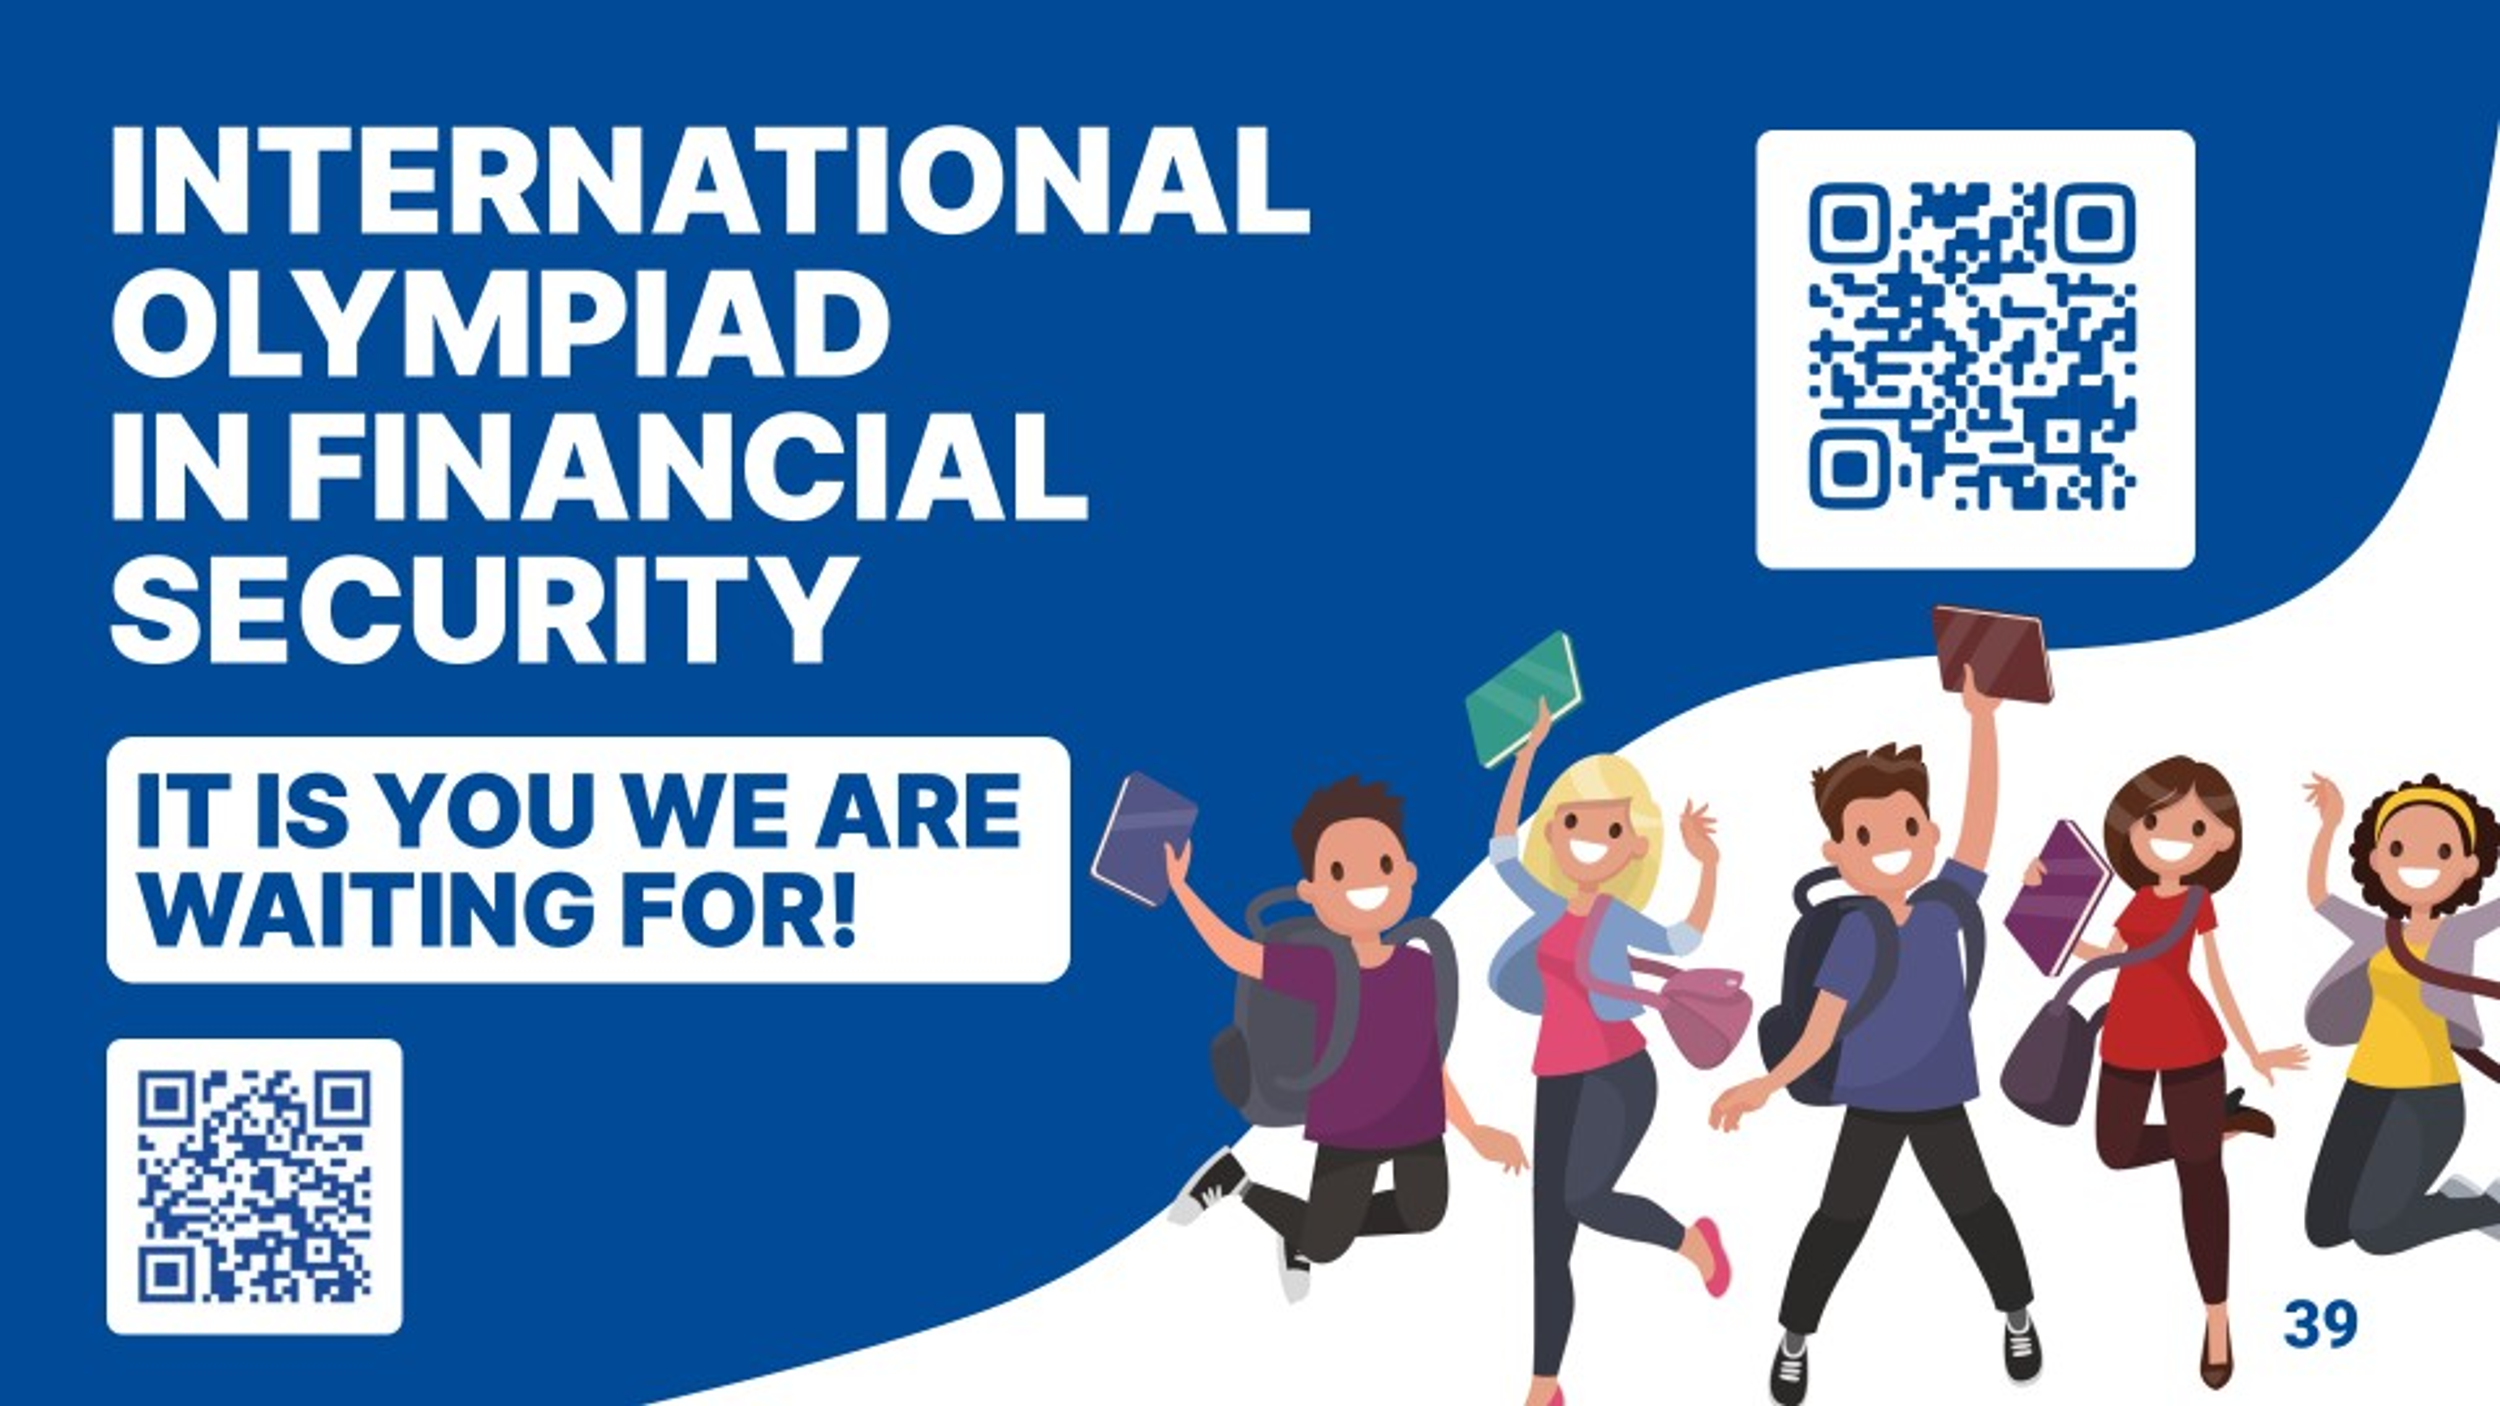 INTERNATIONAL
OLYMPIAD
IN FINANCIAL
SECURITY
IT IS YOU WE ARE
WAITING FOR!
39